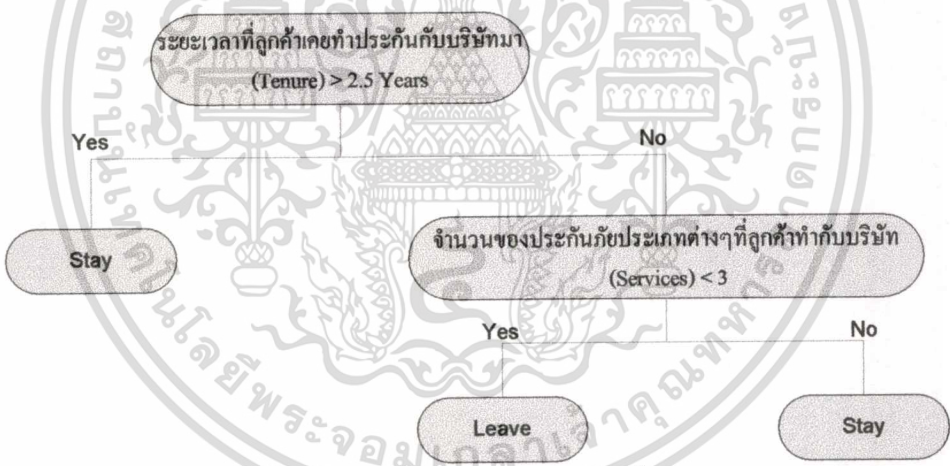 ระยะเวลาที่ลูกค้าเคยทำประกันกับบริษัทมา
(Tenure) > 2.5 Years
Yes
No
Stay
จำนวนของประกันภัยประเภทต่างๆที่ลูกค้าทำกับบริษัท
(Services) < 3
Yes
No
Leave
Stay